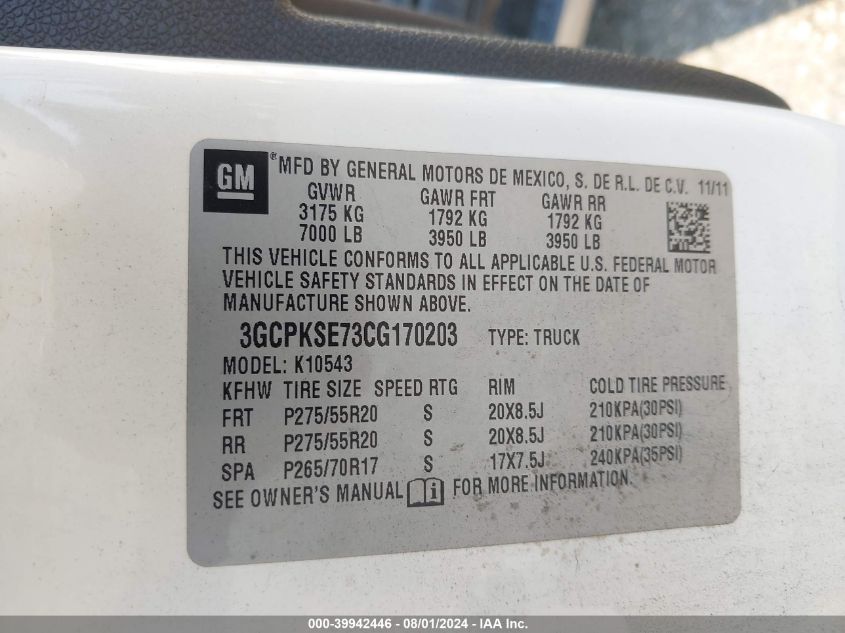 GM ® MFD BY GENERAL MOTORS DE MEXICO, S. DE R.L. DE C.V. 11/11
GVWR GAWR FRT GAWR RR
3175 KG 1792 KG 1792 KG
7000 LB 3950 LB 3950 LB
THIS VEHICLE CONFORMS TO ALL APPLICABLE U.S. FEDERAL MOTOR
VEHICLE SAFETY STANDARDS IN EFFECT ON THE DATE OF
MANUFACTURE SHOWN ABOVE.
3GCPKSE73CG170203 TYPE: TRUCK
MODEL: K10543
KFHW TIRE SIZE SPEED RTG RIM COLD TIRE PRESSURE
FRT P275/55R20 S 20X8.5J 210KPA(30PSI)
RR P275/55R20 S 20X8.5J 210KPA(30PSI)
SPA P265/70R17 S 17X7.5J 240KPA(35PSI)
SEE OWNER'S MANUAL i FOR MORE INFORMATION.
000-39942446 - 08/01/2024 - IAA Inc.